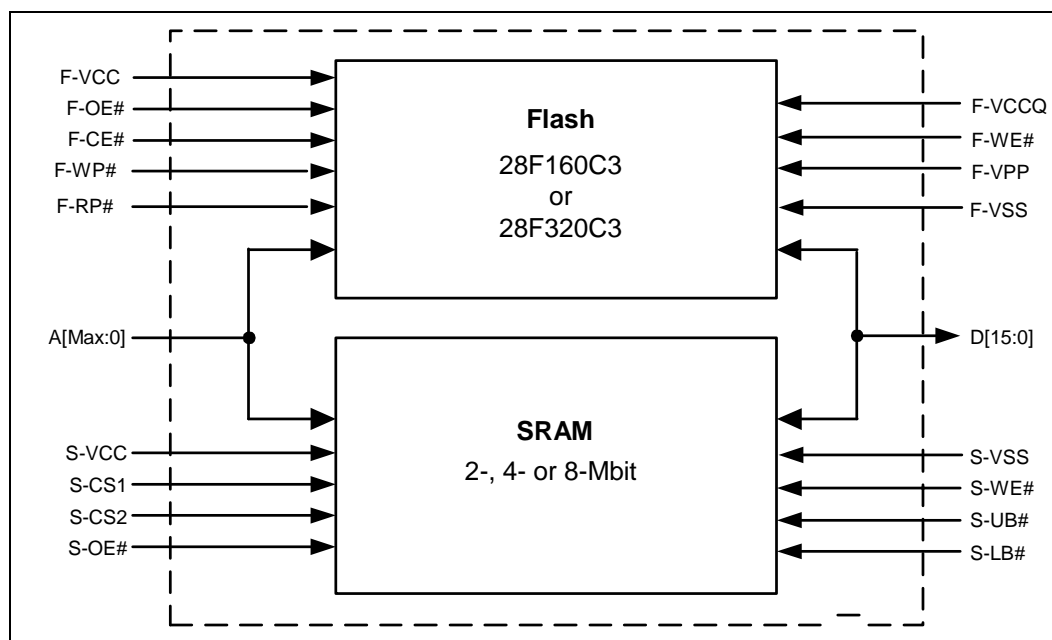 F-VCC
F-OE#
F-CE#
F-WP#
F-RP#
Flash
28F160C3
or
28F320C3
F-VCCQ
F-WE#
F-VPP
F-VSS
A[Max:0]
D[15:0]
S-VCC
S-CS1
S-CS2
S-OE#
SRAM
2-, 4- or 8-Mbit
S-VSS
S-WE#
S-UB#
S-LB#